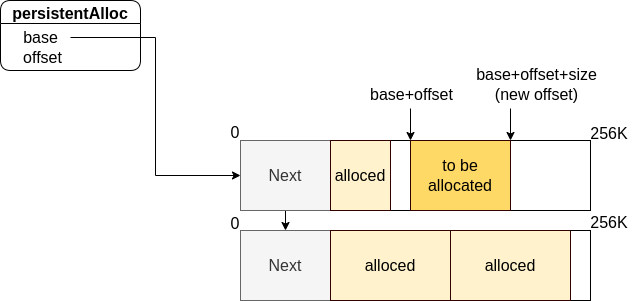 persistentAlloc
base
offset
base+offset
base+offset+size
(new offset)
0
256K
Next
alloced
to be
allocated
0
256K
Next
alloced
alloced